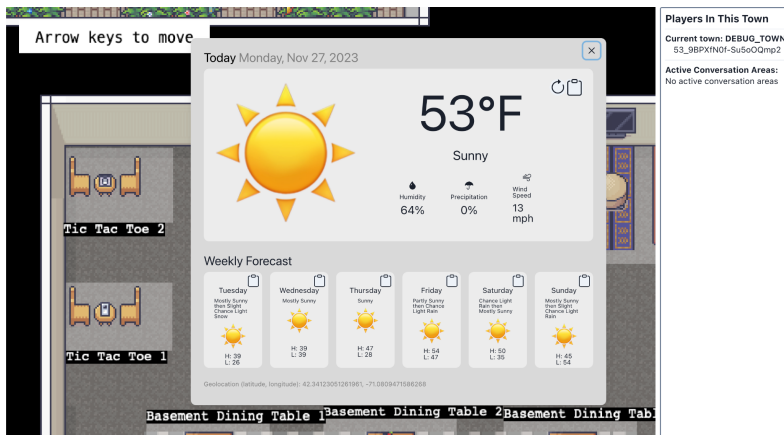 Arrow keys to move
Today Monday, Nov 27, 2023
53°F
Sunny
Humidity
64%
Precipitation
0%
Wind
Speed
13
mph
Weekly Forecast
Tuesday
Mostly Sunny
then Slight
Chance Light
Snow
H: 39
L: 26
Wednesday
Mostly Sunny
H: 39
L: 39
Thursday
Sunny
H: 47
L: 28
Friday
Partly Sunny
then Chance
Light Rain
H: 54
L: 47
Saturday
Chance Light
Rain then
Mostly Sunny
H: 50
L: 35
Sunday
Mostly Sunny
then Slight
Chance Light
Rain
H: 45
L: 54
Geolocation (latitude, longitude): 42.34123051261961, -71.0809471586268
Tic Tac Toe 2
Tic Tac Toe 1
Basement Dining Table 1
Basement Dining Table 2
Basement Dining Tabl
Players In This Town
Current town: DEBUG_TOWN
53_9BPXfN0f-Su5oOQmp2
Active Conversation Areas:
No active conversation areas